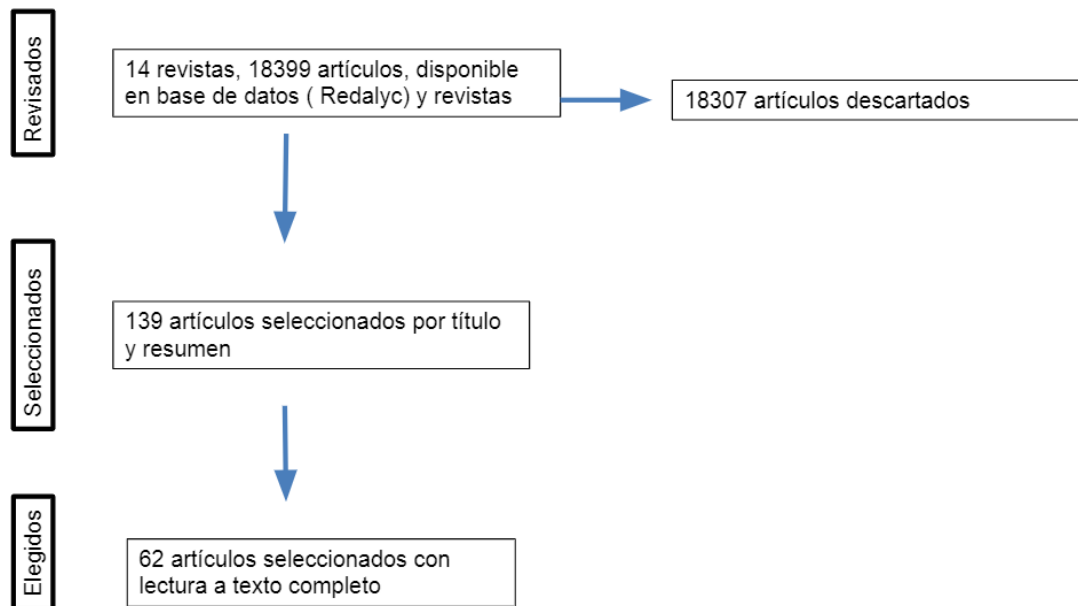 Revisados
14 revistas, 18399 artículos, disponible
en base de datos ( Redalyc) y revistas
18307 artículos descartados
Seleccionados
139 artículos seleccionados por título
y resumen
Elegidos
62 artículos seleccionados con
lectura a texto completo